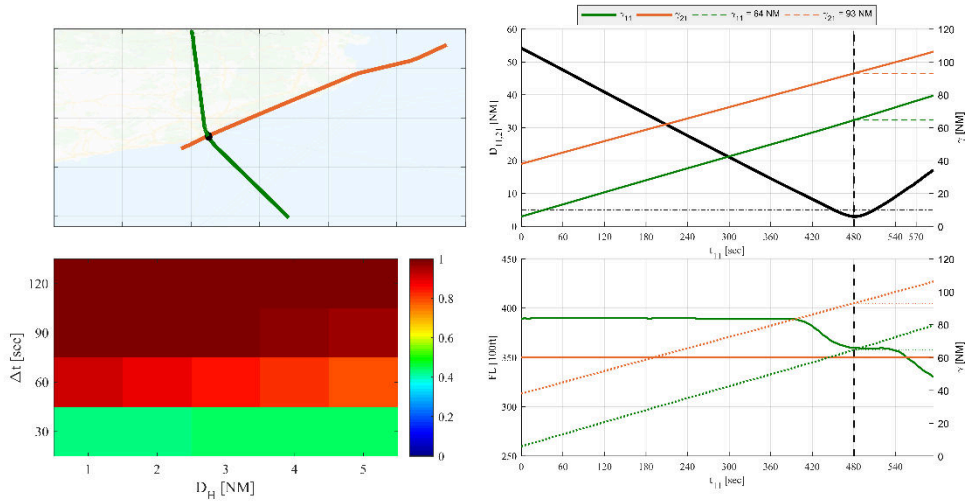 γ11 γ21 γ11 = 64 NM γ21 = 93 NM
60 120
50 100
40 80
30 60
20 40
10 20
0 0
D11,21 [NM]
γ [NM]
0 60 120 180 240 300 360 420 480 540 570
t11 [sec]
120
90
60
30
Δt [sec]
1 2 3 4 5
DH [NM]
1
0.8
0.6
0.4
0.2
0
450 120
400 100
350 80
300 60
250 40
20
0
FL [100ft]
γ [NM]
0 60 120 180 240 300 360 420 480 540
t11 [sec]